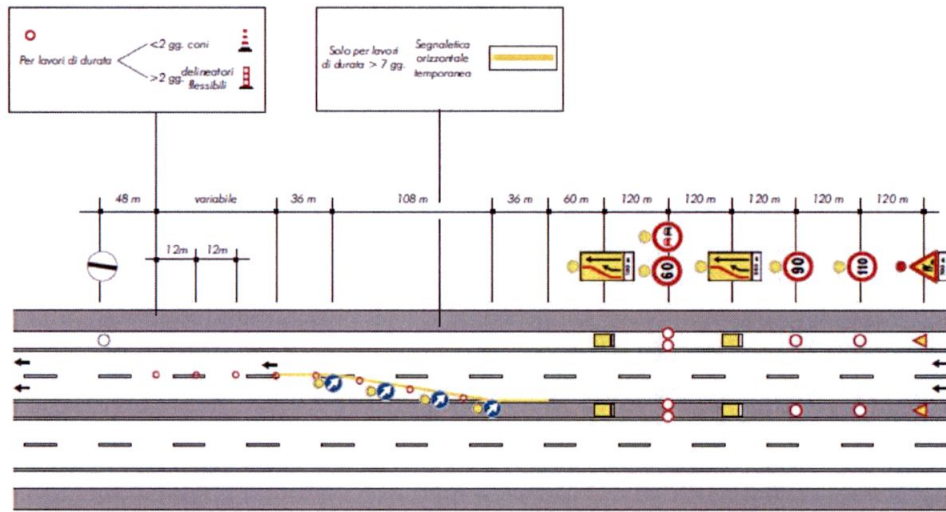 Per lavori di durata
<2 gg. coni
>2 gg. delineatori
flessibili
Solo per lavori
di durata > 7 gg.
Segnaletica
orizzontale
temporanea
48 m
variabile
36 m
108 m
36 m
60 m
120 m
120 m
120 m
120 m
120 m
12m
12m
60
90
110